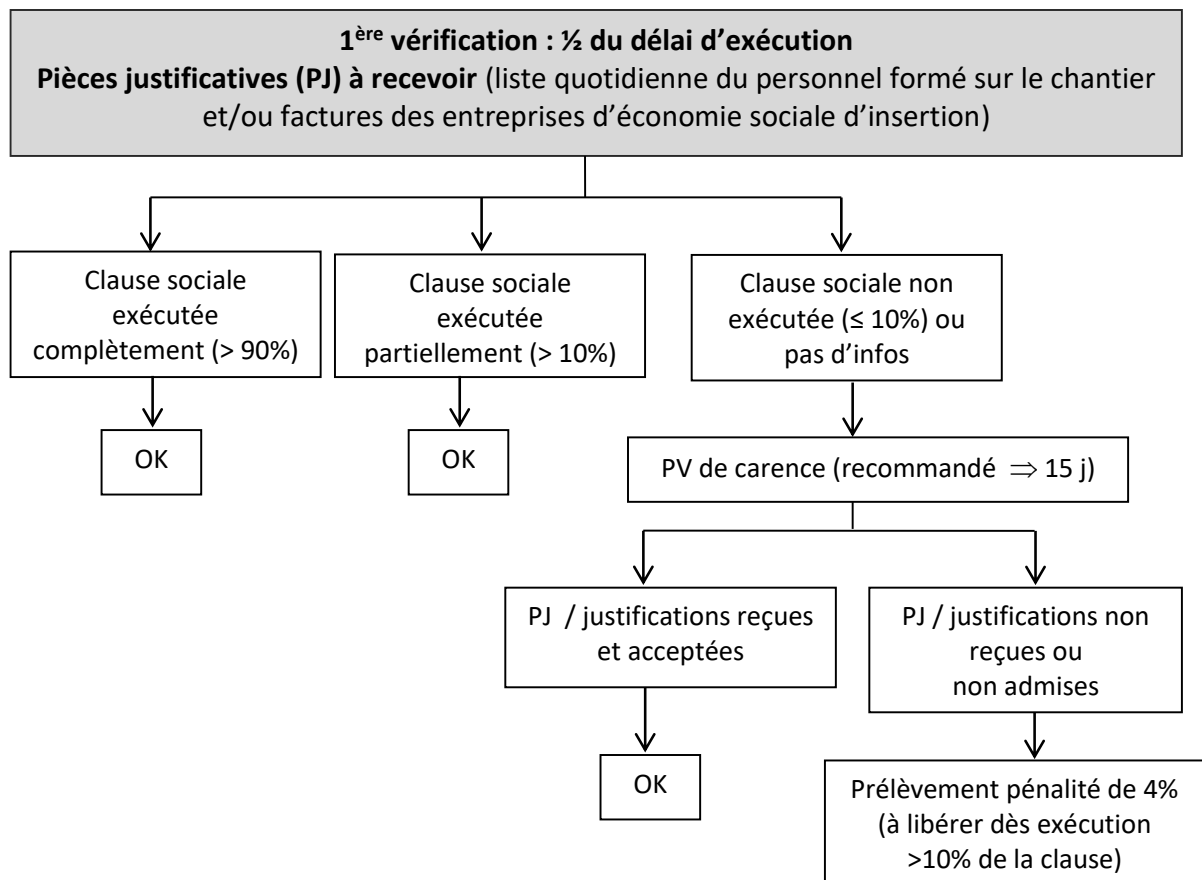 1ère vérification : ½ du délai d’exécution
Pièces justificatives (PJ) à recevoir (liste quotidienne du personnel formé sur le chantier
et/ou factures des entreprises d’économie sociale d’insertion)
Clause sociale
exécutée
complètement (> 90%)
Clause sociale
exécutée
partiellement (> 10%)
Clause sociale non
exécutée (≤ 10%) ou
pas d’infos
OK
OK
PV de carence (recommandé ⇒ 15 j)
PJ / justifications reçues
et acceptées
PJ / justifications non
reçues ou
non admises
OK
Prélèvement pénalité de 4%
(à libérer dès exécution
>10% de la clause)